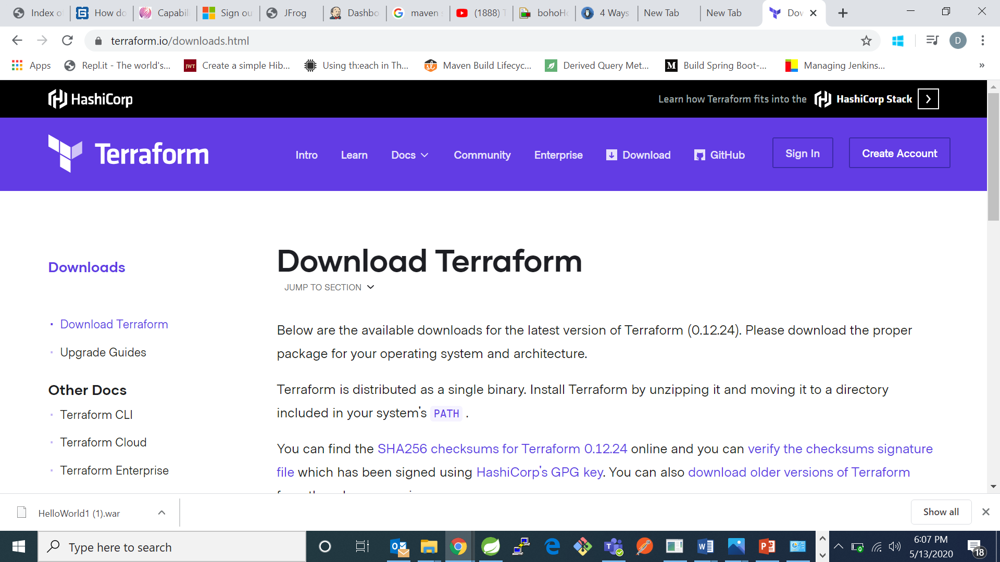 Index o
How do
Capabil
Sign ou
JFrog
Dashbo
maven s
(1888) T
bohoHo
4 Ways
New Tab
New Tab
Dov
terraform.io/downloads.html
D
Apps
Repl.it - The world's...
JWT
Create a simple Hib...
Using th:each in Th...
Maven Build Lifecyc...
Derived Query Met...
M
Build Spring Boot-...
Managing Jenkins...
»
HashiCorp
Learn how Terraform fits into the HashiCorp Stack
Terraform
Intro
Learn
Docs
Community
Enterprise
Download
GitHub
Sign In
Create Account
Downloads
Download Terraform
Upgrade Guides
Other Docs
Terraform CLI
Terraform Cloud
Terraform Enterprise
Download Terraform
JUMP TO SECTION
Below are the available downloads for the latest version of Terraform (0.12.24). Please download the proper
package for your operating system and architecture.
Terraform is distributed as a single binary. Install Terraform by unzipping it and moving it to a directory
included in your system's PATH .
You can find the SHA256 checksums for Terraform 0.12.24 online and you can verify the checksums signature
file which has been signed using HashiCorp's GPG key. You can also download older versions of Terraform
HelloWorld1 (1).war
Show all
Type here to search
6:07 PM
5/13/2020
18